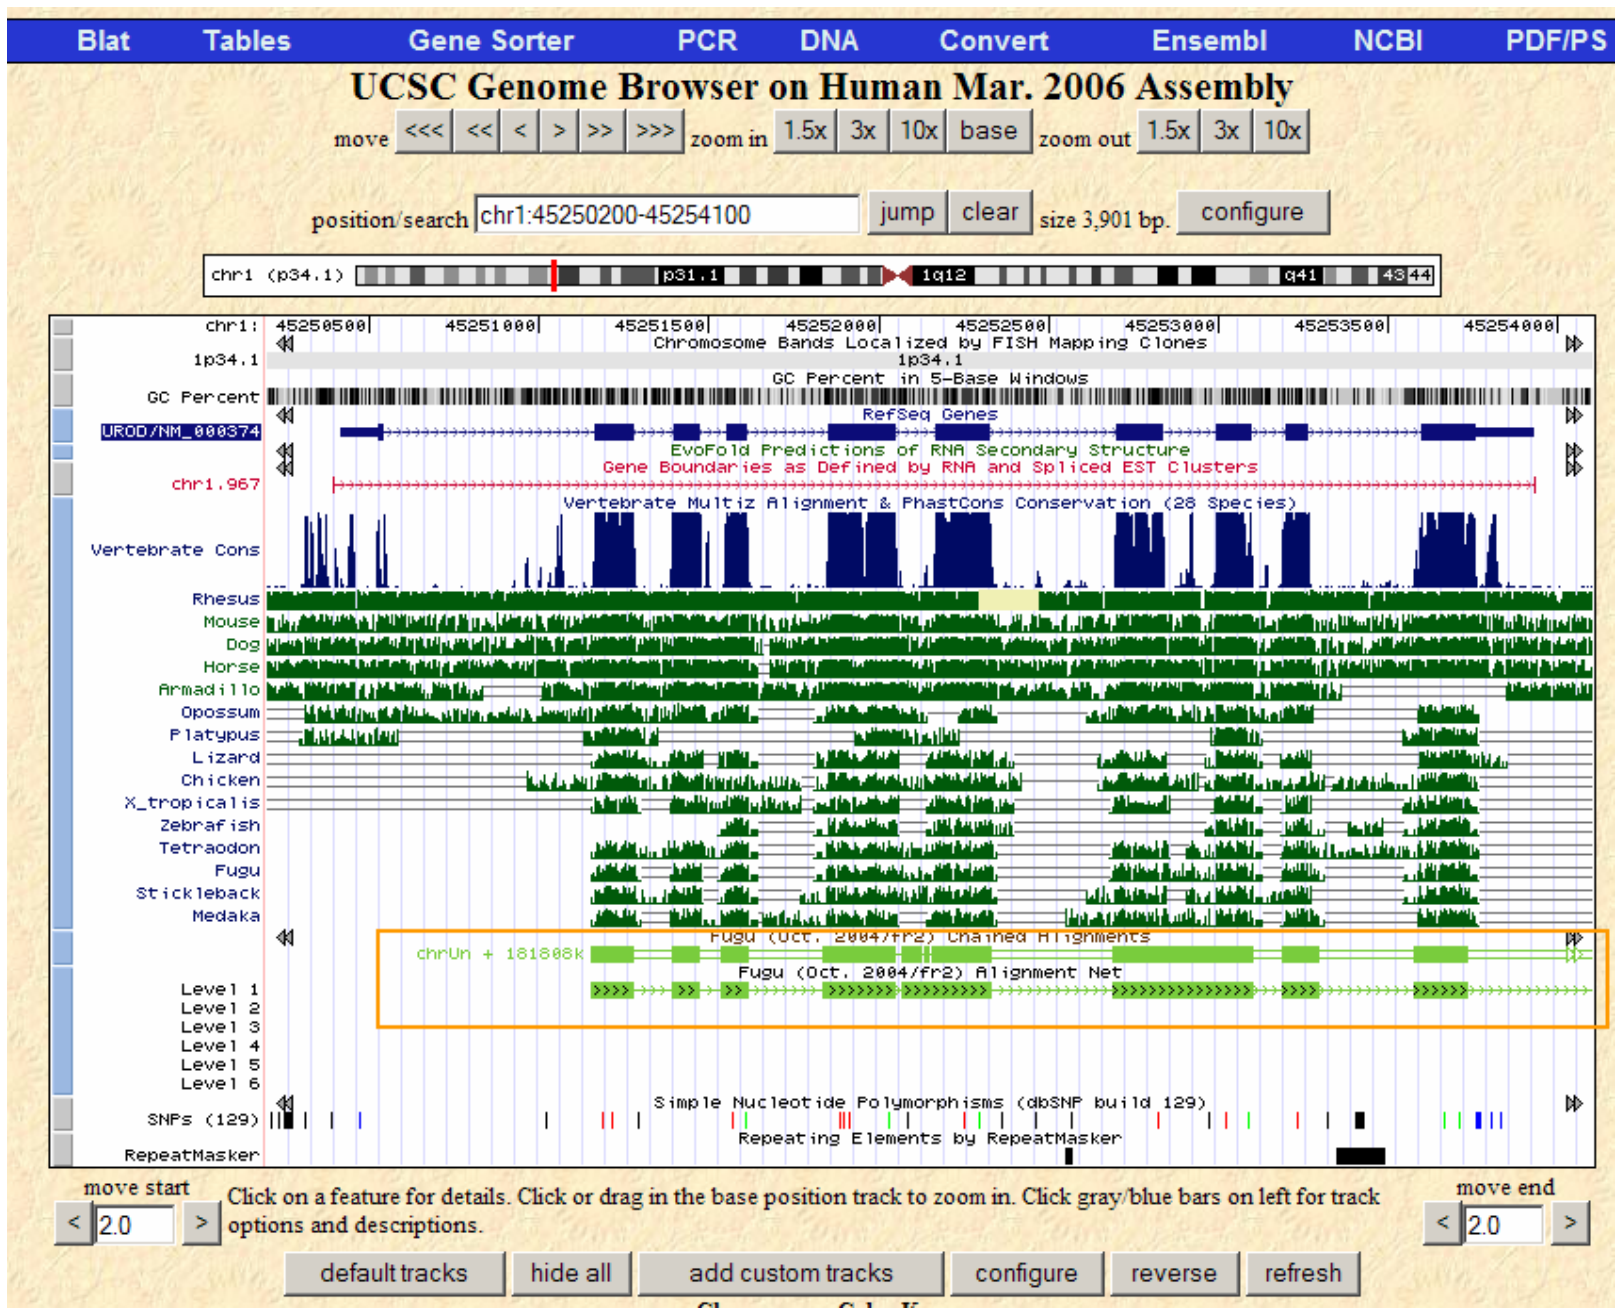 Blat Tables Gene Sorter PCR DNA Convert Ensembl NCBI PDF/PS
UCSC Genome Browser on Human Mar. 2006 Assembly
move <<< << < > >> >>> zoom in 1.5x 3x 10x base zoom out 1.5x 3x 10x
position/search chr1:45250200-45254100 jump clear size 3,901 bp. configure
chr1 (p34.1) p31.1 1q12 q41 43 44
chr1: 45250500 45251000 45251500 45252000 45252500 45253000 45253500 45254000
Chromosome Bands Localized by FISH Mapping Clones
1p34.1 1p34.1
GC Percent in 5-Base Windows
GC Percent
RefSeq Genes
UROD/NM_000374
EvoFold Predictions of RNA Secondary Structure
Gene Boundaries as Defined by RNA and Spliced EST Clusters
chr1.967
Vertebrate Multiz Alignment & PhastCons Conservation (28 Species)
Vertebrate Cons
Rhesus
Mouse
Dog
Horse
Armadillo
Opossum
Platypus
Lizard
Chicken
X_tropicalis
Zebrafish
Tetraodon
Fugu
Stickleback
Medaka
Fugu (Oct. 2004/fr2) Chained Alignments
chrUn + 181808k
Fugu (Oct. 2004/fr2) Alignment Net
Level 1
Level 2
Level 3
Level 4
Level 5
Level 6
Simple Nucleotide Polymorphisms (dbSNP build 129)
SNPs (129)
Repeating Elements by RepeatMasker
RepeatMasker
move start Click on a feature for details. Click or drag in the base position track to zoom in. Click gray/blue bars on left for track move end
< 2.0 > options and descriptions. < 2.0 >
default tracks hide all add custom tracks configure reverse refresh